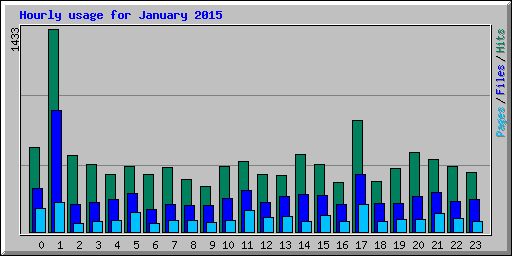 Hourly usage for January 2015
1433
Pages / Files / Hits
0 1 2 3 4 5 6 7 8 9 10 11 12 13 14 15 16 17 18 19 20 21 22 23